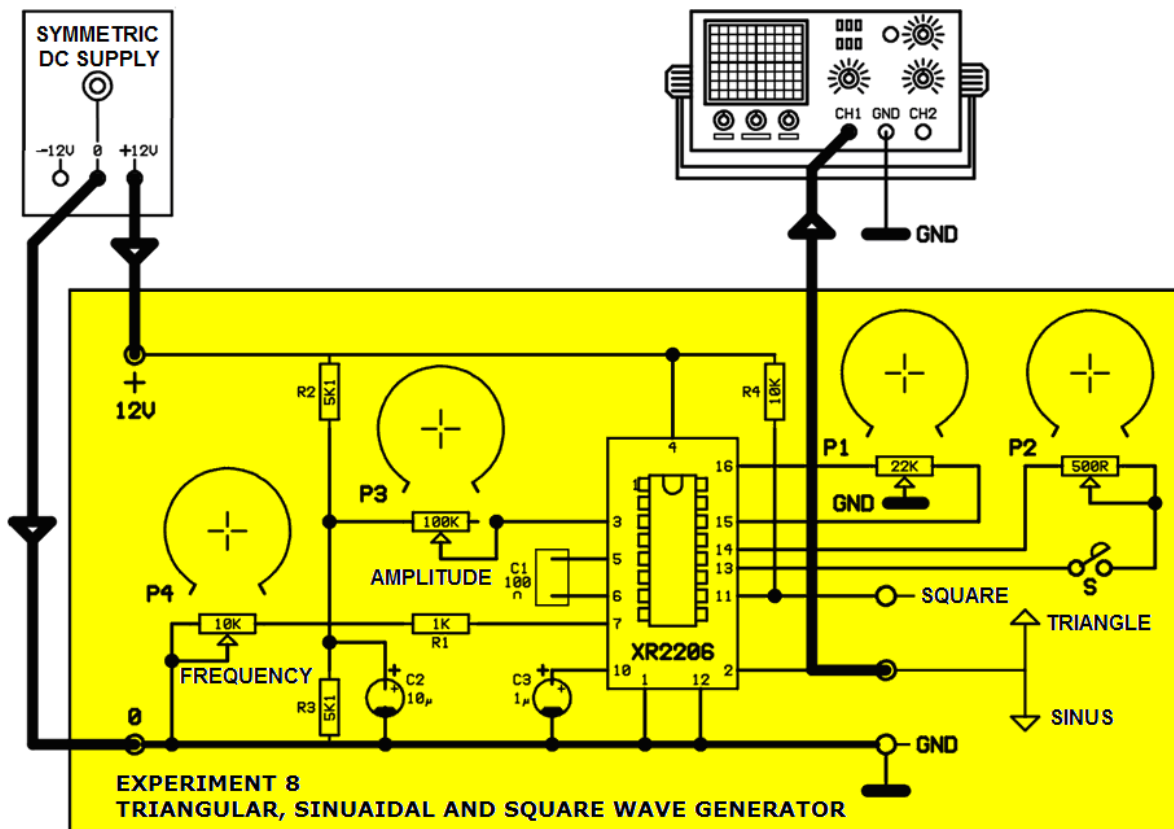 SYMMETRIC
DC SUPPLY
-12V 0 +12V
CH1 GND CH2
GND
+
12V
R2 5K1
R4 10K
4
P3
100K
AMPLITUDE
P1
22K
GND
P2
500R
1
3
5
6
7
10
1 12
16
15
14
13
11
2
XR2206
C1
100
n
S
SQUARE
TRIANGLE
SINUS
P4
10K
FREQUENCY
1K
R1
R3 5K1
+ +
C2
10µ
+ +
C3
1µ
0
GND
EXPERIMENT 8
TRIANGULAR, SINUAIDAL AND SQUARE WAVE GENERATOR